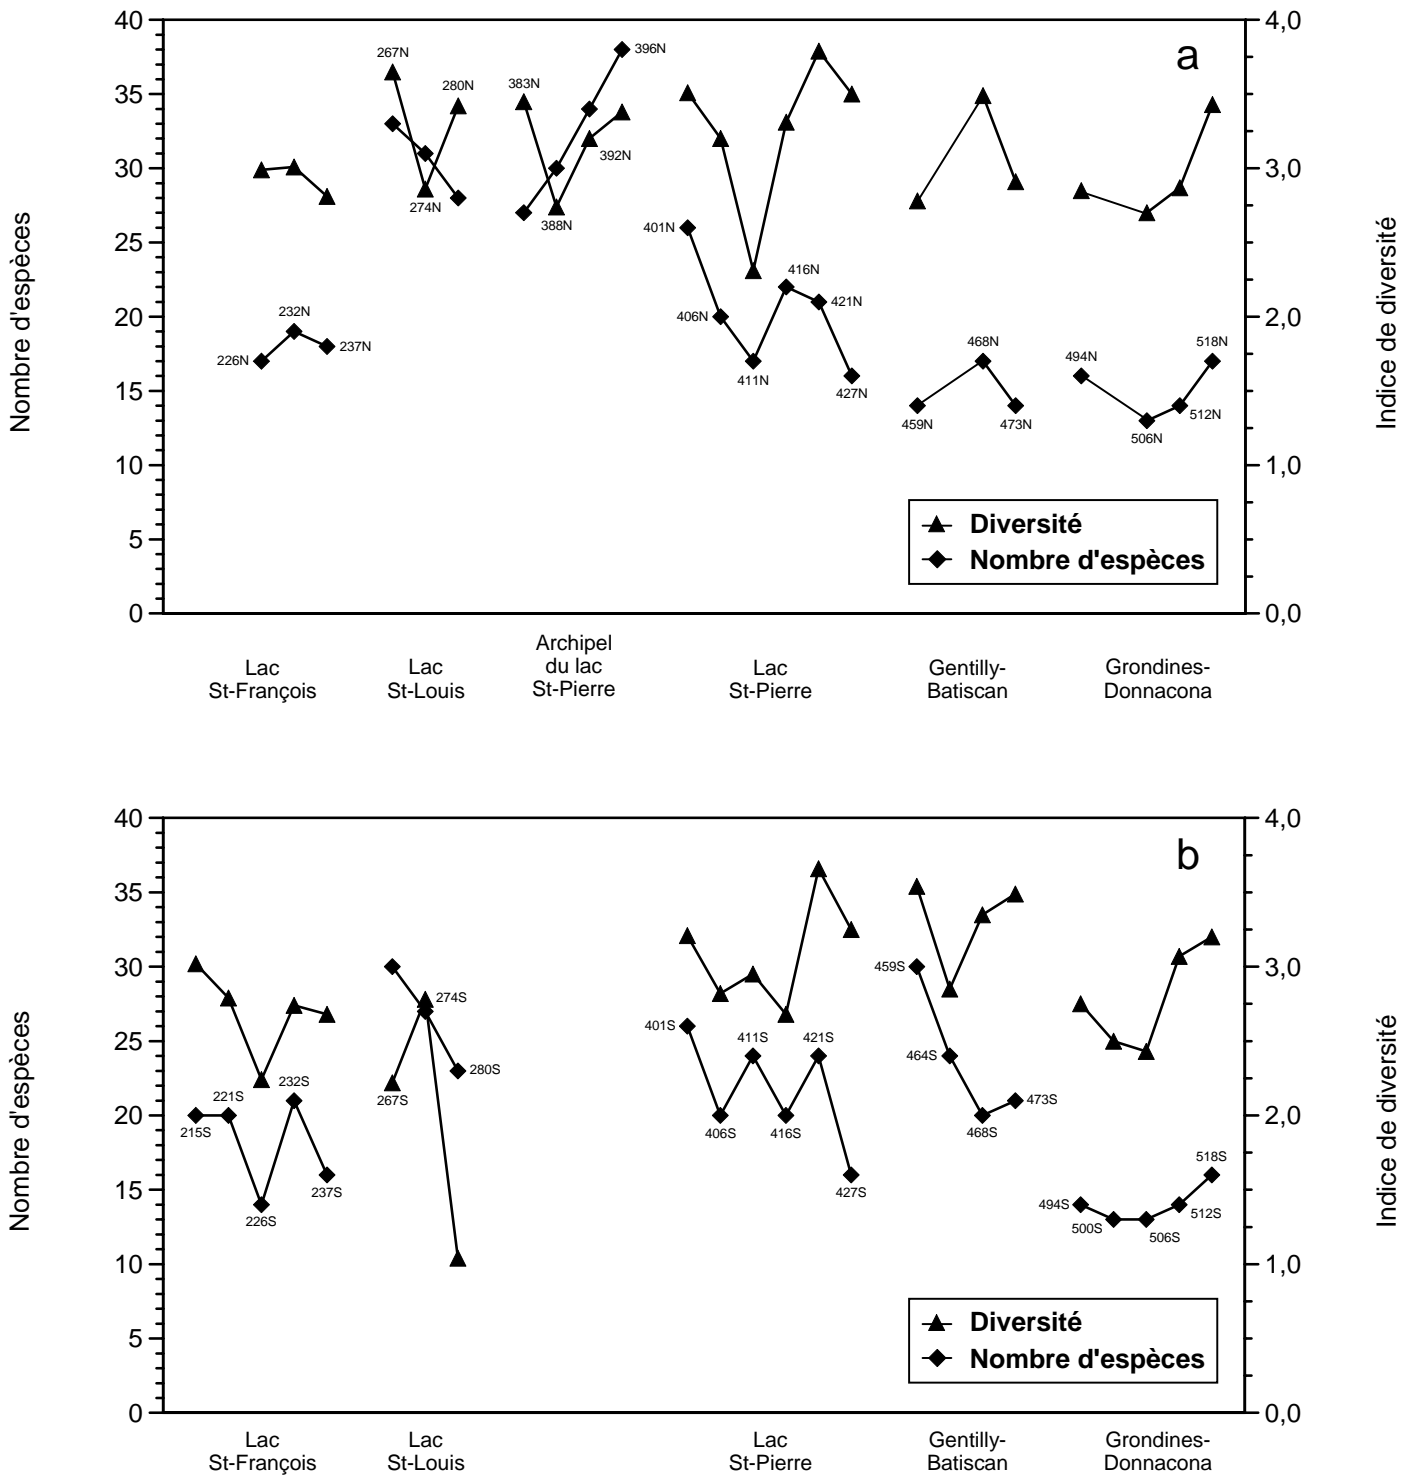 a
40
35
30
25
20
15
10
5
0
Nombre d'espèces
4,0
3,0
2,0
1,0
0,0
Indice de diversité
226N
232N
237N
267N
274N
280N
383N
388N
392N
396N
401N
406N
411N
416N
421N
427N
459N
468N
473N
494N
506N
512N
518N
Diversité
Nombre d'espèces
Lac
St-François
Lac
St-Louis
Archipel
du lac
St-Pierre
Lac
St-Pierre
Gentilly-
Batiscan
Grondines-
Donnacona
b
40
35
30
25
20
15
10
5
0
Nombre d'espèces
4,0
3,0
2,0
1,0
0,0
Indice de diversité
215S
221S
226S
232S
237S
267S
274S
280S
401S
406S
411S
416S
421S
427S
459S
464S
468S
473S
494S
500S
506S
512S
518S
Diversité
Nombre d'espèces
Lac
St-François
Lac
St-Louis
Lac
St-Pierre
Gentilly-
Batiscan
Grondines-
Donnacona